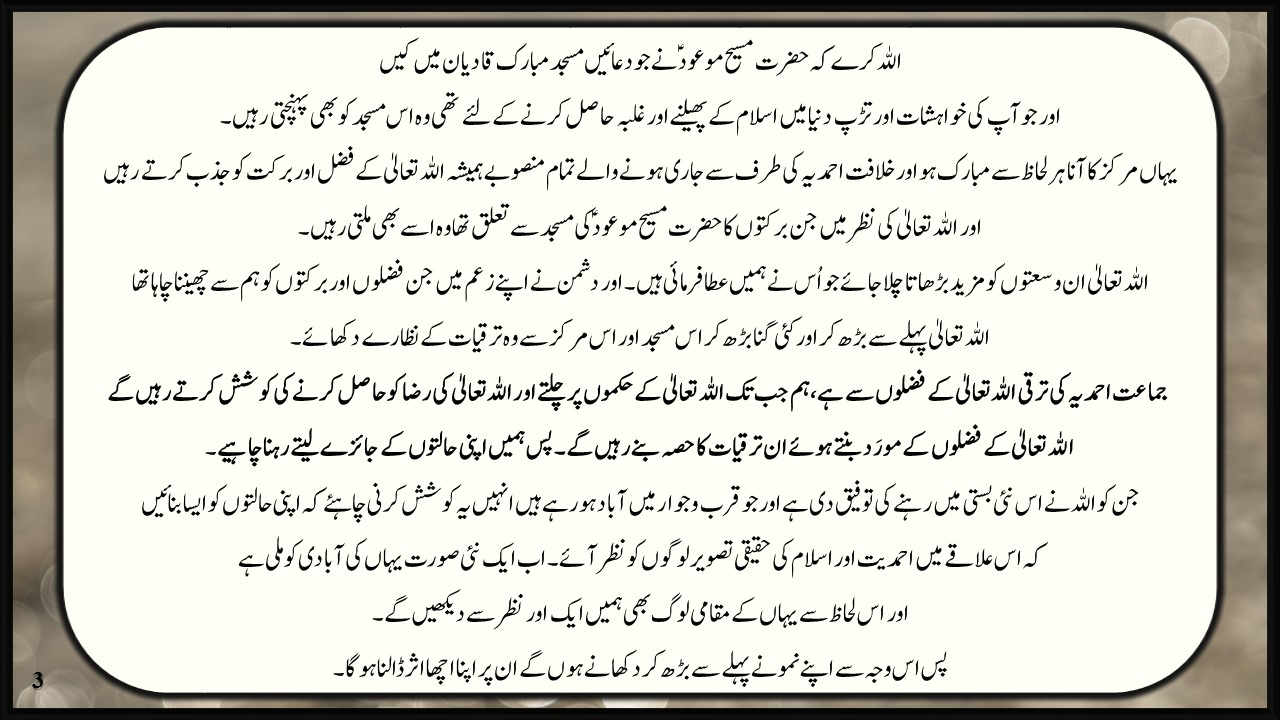 اللہ کرے کہ حضرت مسیح موعودؑ نے جو دعائیں مسجد مبارک قادیان میں کیں
اور جو آپ کی خواہشات اور تڑپ دنیا میں اسلام کے پھیلنے اور غلبہ حاصل کرنے کے لئے تھی وہ اس مسجد کو بھی پہنچتی رہیں۔
یہاں مرکز کا آنا ہر لحاظ سے مبارک ہو اور خلافت احمدیہ کی طرف سے جاری ہونے والے تمام منصوبے ہمیشہ اللہ تعالیٰ کے فضل اور برکت کو جذب کرتے رہیں
اور اللہ تعالیٰ کی نظر میں جن برکتوں کا حضرت مسیح موعودؑ کی مسجد سے تعلق تھا وہ اسے بھی ملتی رہیں۔
اللہ تعالیٰ ان وسعتوں کو مزید بڑھاتا چلا جائے جو اُس نے ہمیں عطا فرمائی ہیں۔ اور دشمن نے اپنے زعم میں جن فضلوں اور برکتوں کو ہم سے چھیننا چاہا تھا
اللہ تعالیٰ پہلے سے بڑھ کر اور کئی گنا بڑھ کر اس مسجد اور اس مرکز سے وہ ترقیات کے نظارے دکھائے۔
جماعت احمدیہ کی ترقی اللہ تعالیٰ کے فضلوں سے ہے، ہم جب تک اللہ تعالیٰ کے حکموں پر چلتے اور اللہ تعالیٰ کی رضا کو حاصل کرنے کی کوشش کرتے رہیں گے
اللہ تعالیٰ کے فضلوں کے مورَد بنتے ہوئے ان ترقیات کا حصہ بنے رہیں گے۔ پس ہمیں اپنی حالتوں کے جائزے لیتے رہنا چاہیے۔
جن کو اللہ نے اس نئی بستی میں رہنے کی توفیق دی ہے اور جو قرب و جوار میں آباد ہو رہے ہیں انہیں یہ کوشش کرنی چاہئے کہ اپنی حالتوں کو ایسا بنائیں
کہ اس علاقے میں احمدیت اور اسلام کی حقیقی تصویر لوگوں کو نظر آئے۔ اب ایک نئی صورت یہاں کی آبادی کو ملی ہے
اور اس لحاظ سے یہاں کے مقامی لوگ بھی ہمیں ایک اور نظر سے دیکھیں گے۔
پس اس وجہ سے اپنے نمونے پہلے سے بڑھ کر دکھانے ہوں گے ان پر اپنا اچھا اثر ڈالنا ہو گا۔
3